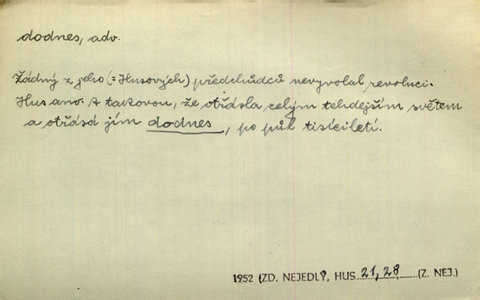 dodnes, adv.
Žádný z jeho (= Husových) předchůdců nevyvolal revoluci.
Hus ano. A takovou, že otřásla celým tehdejším světem
a otřásá jím dodnes, po půl tisíciletí.
1952 (ZD. NEJEDLÝ, HUS 21, 28 (Z. NEJ.)